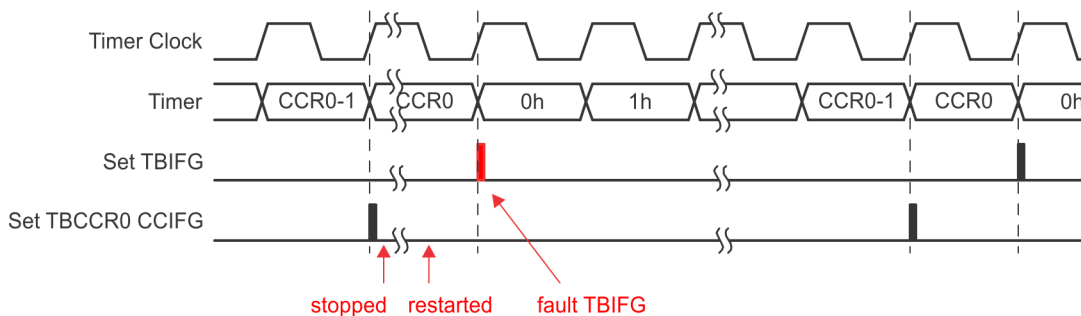 Timer Clock
Timer CCR0-1 CCR0 0h 1h CCR0-1 CCR0 0h
Set TBIFG
Set TBCCR0 CCIFG
stopped restarted fault TBIFG